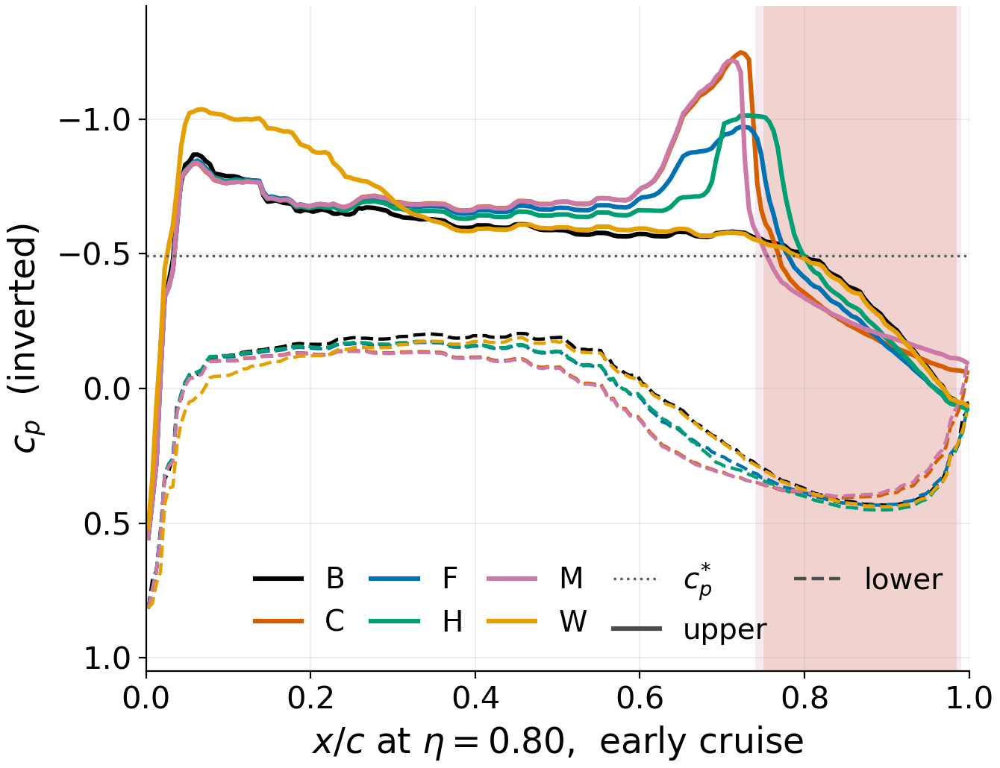 −1.0
−0.5
0.0
0.5
1.0
c_p (inverted)
B F M c_p^* lower
C H W upper
0.0 0.2 0.4 0.6 0.8 1.0
x/c at η = 0.80, early cruise